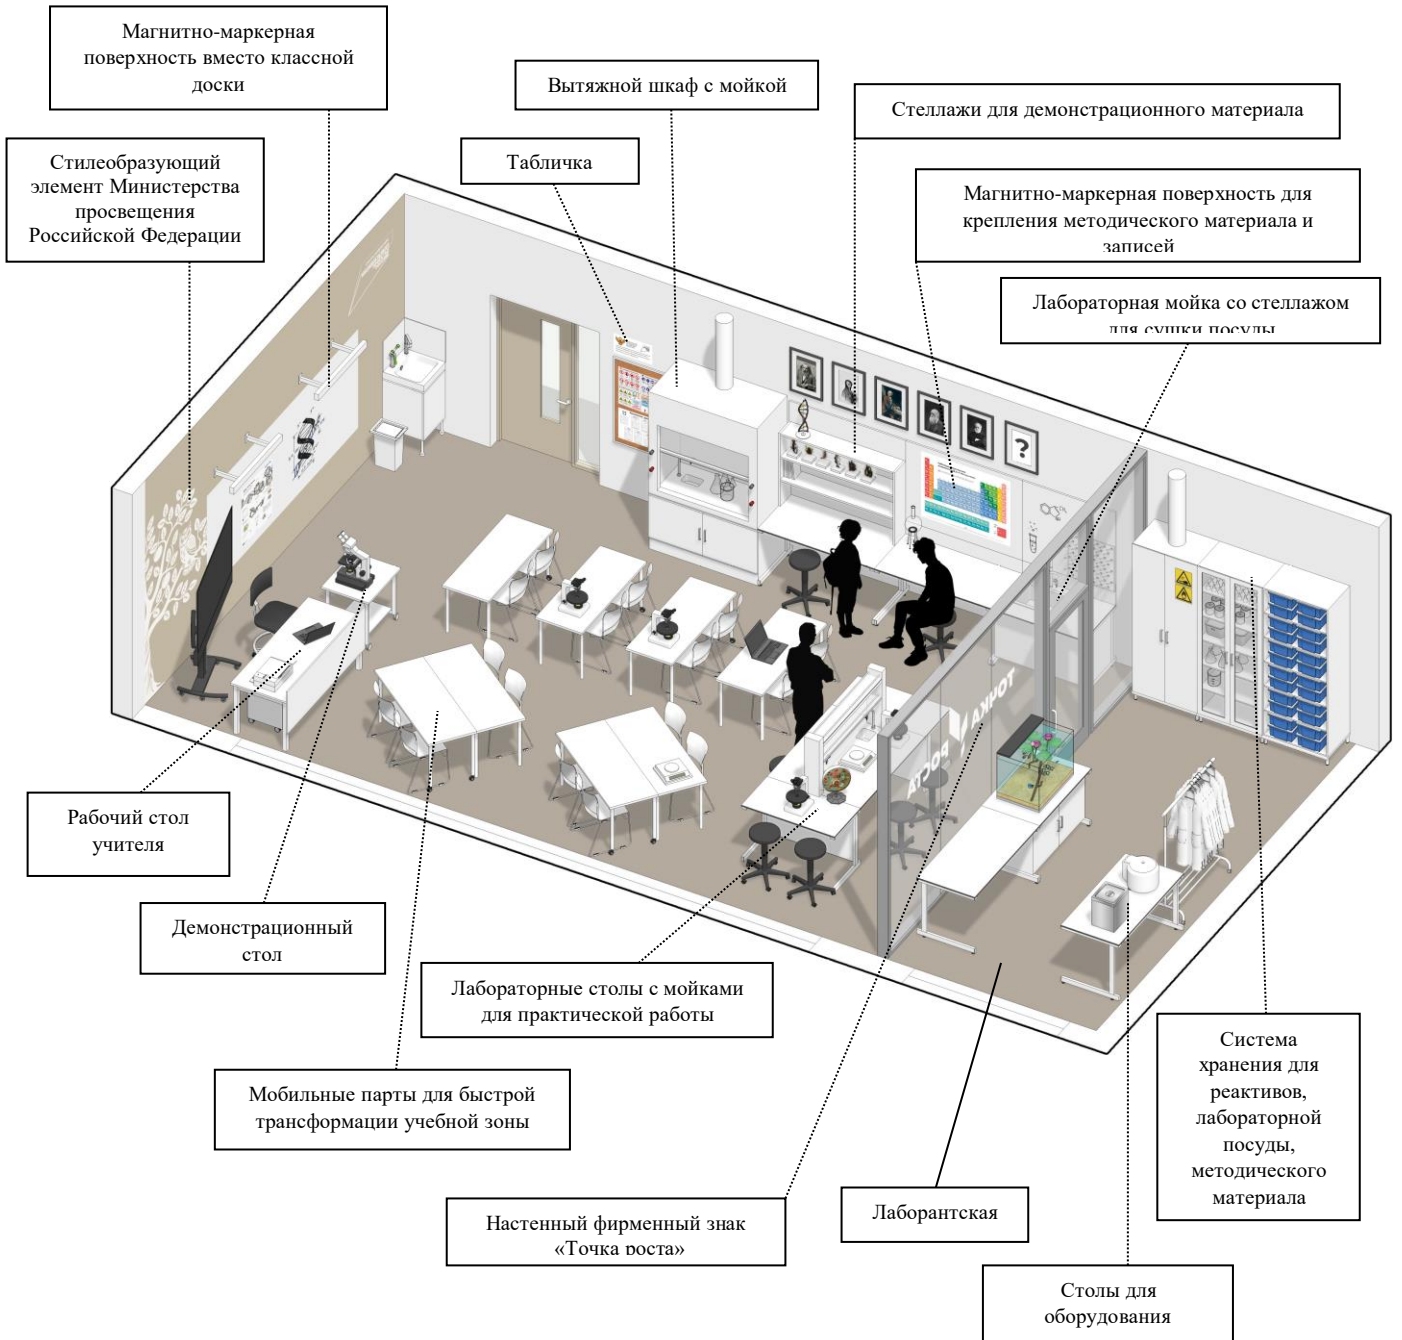 Магнитно-маркерная
поверхность вместо классной
доски
Вытяжной шкаф с мойкой
Стеллажи для демонстрационного материала
Стилеобразующий
элемент Министерства
просвещения
Российской Федерации
Табличка
Магнитно-маркерная поверхность для
крепления методического материала и
записей
Лабораторная мойка со стеллажом
для сушки посуды
?
ТОЧКА
РОСТА
Рабочий стол
учителя
Демонстрационный
стол
Лабораторные столы с мойками
для практической работы
Мобильные парты для быстрой
трансформации учебной зоны
Настенный фирменный знак
«Точка роста»
Лаборантская
Система
хранения для
реактивов,
лабораторной
посуды,
методического
материала
Столы для
оборудования